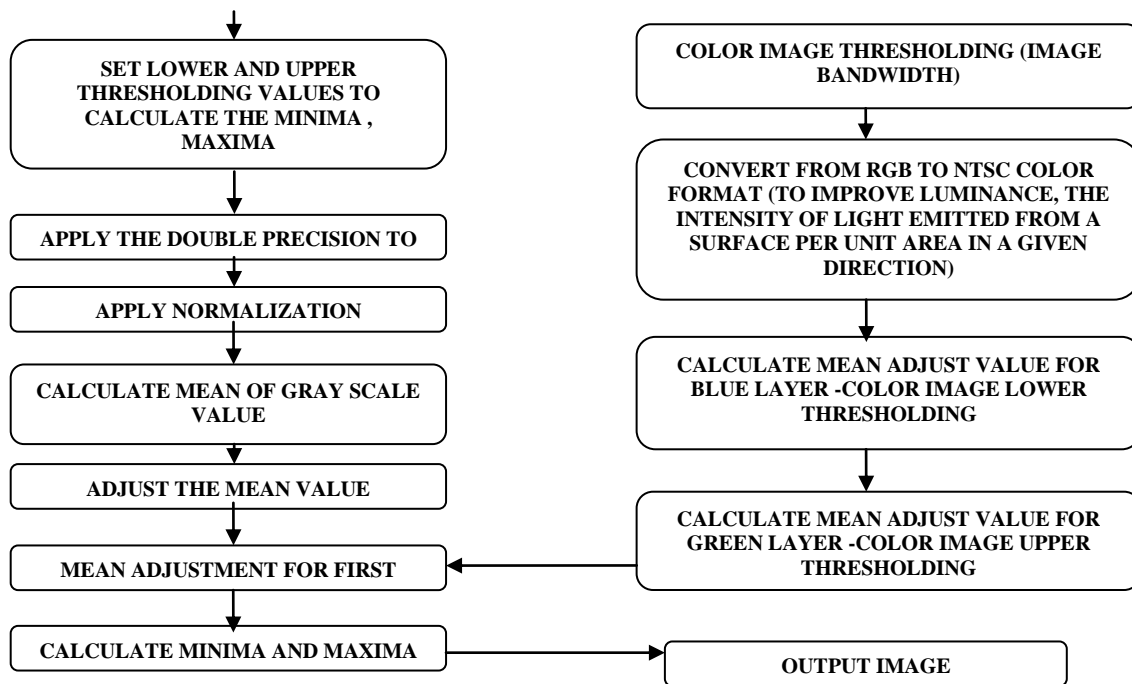 SET LOWER AND UPPER
THRESHOLDING VALUES TO
CALCULATE THE MINIMA ,
MAXIMA
APPLY THE DOUBLE PRECISION TO
APPLY NORMALIZATION
CALCULATE MEAN OF GRAY SCALE
VALUE
ADJUST THE MEAN VALUE
MEAN ADJUSTMENT FOR FIRST
CALCULATE MINIMA AND MAXIMA
COLOR IMAGE THRESHOLDING (IMAGE
BANDWIDTH)
CONVERT FROM RGB TO NTSC COLOR
FORMAT (TO IMPROVE LUMINANCE, THE
INTENSITY OF LIGHT EMITTED FROM A
SURFACE PER UNIT AREA IN A GIVEN
DIRECTION)
CALCULATE MEAN ADJUST VALUE FOR
BLUE LAYER -COLOR IMAGE LOWER
THRESHOLDING
CALCULATE MEAN ADJUST VALUE FOR
GREEN LAYER -COLOR IMAGE UPPER
THRESHOLDING
OUTPUT IMAGE